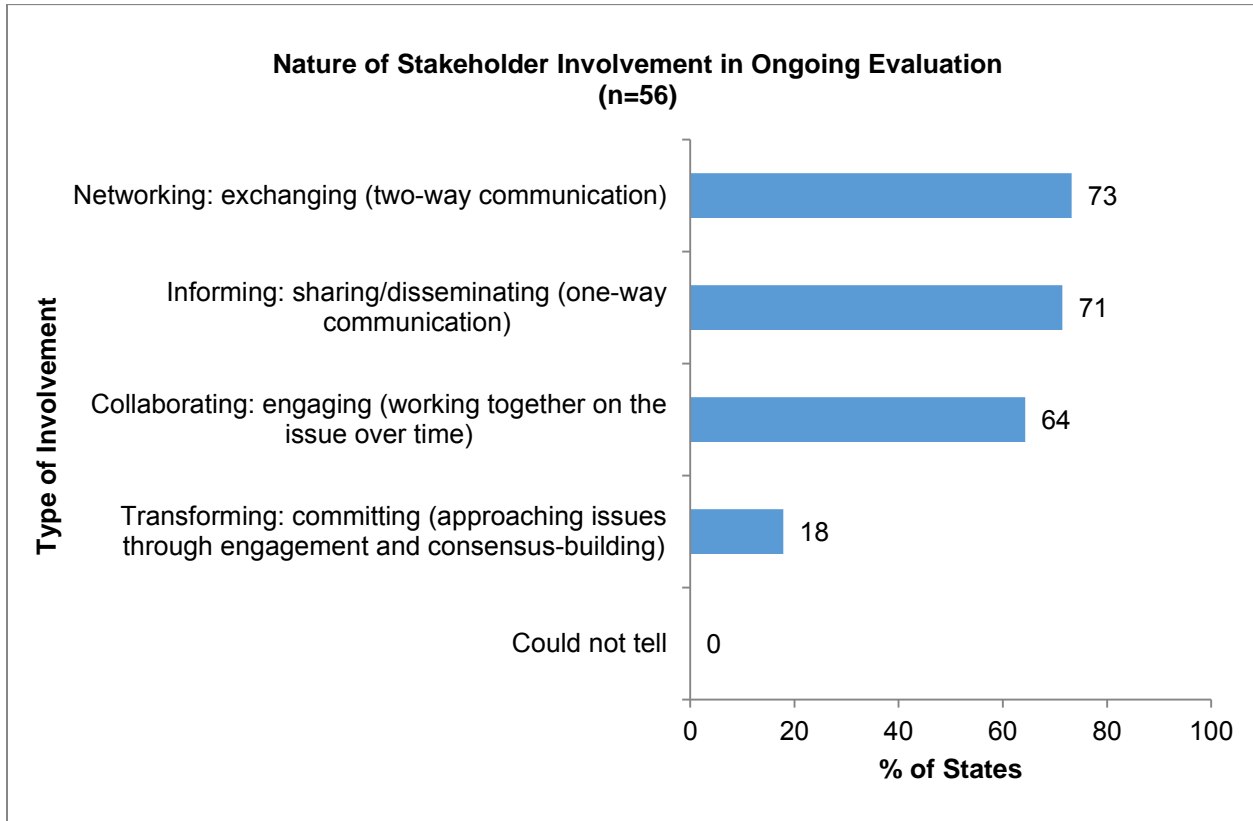 Nature of Stakeholder Involvement in Ongoing Evaluation
(n=56)
Type of Involvement
Networking: exchanging (two-way communication)
73
Informing: sharing/disseminating (one-way
communication)
71
Collaborating: engaging (working together on the
issue over time)
64
Transforming: committing (approaching issues
through engagement and consensus-building)
18
Could not tell
0
0 20 40 60 80 100
% of States